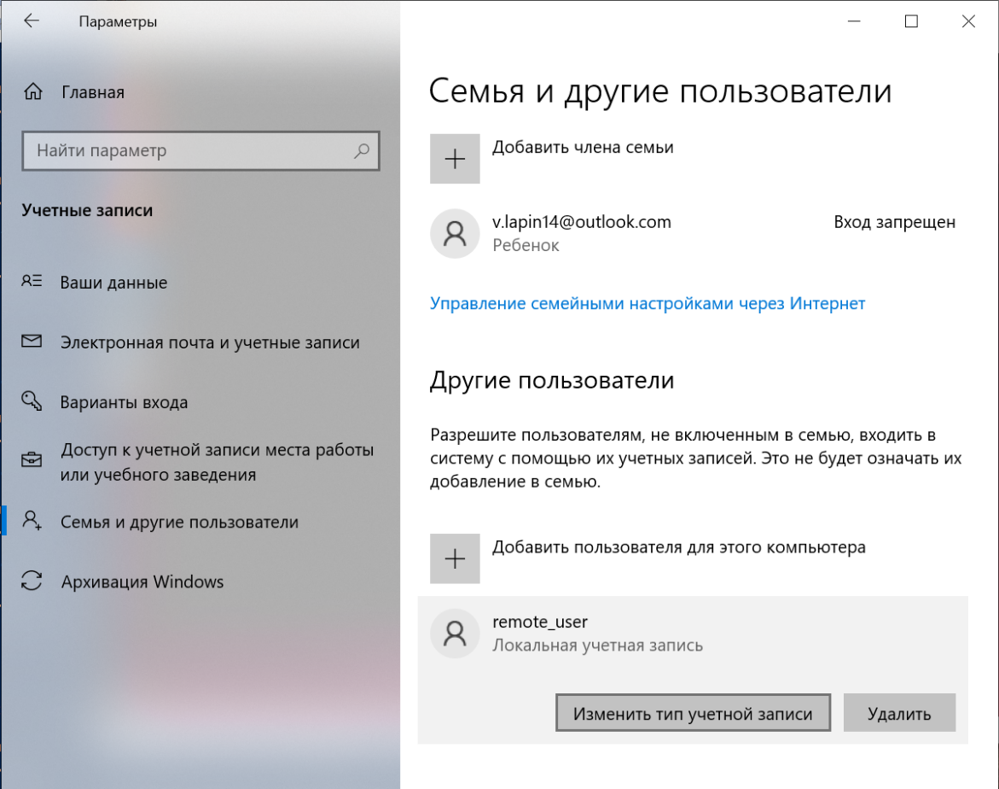 Параметры
Главная
Найти параметр
Учетные записи
Ваши данные
Электронная почта и учетные записи
Варианты входа
Доступ к учетной записи места работы
или учебного заведения
Семья и другие пользователи
Архивация Windows
Семья и другие пользователи
Добавить члена семьи
v.lapin14@outlook.com
Вход запрещен
Ребенок
Управление семейными настройками через Интернет
Другие пользователи
Разрешите пользователям, не включенным в семью, входить в
систему с помощью их учетных записей. Это не будет означать их
добавление в семью.
Добавить пользователя для этого компьютера
remote_user
Локальная учетная запись
Изменить тип учетной записи
Удалить